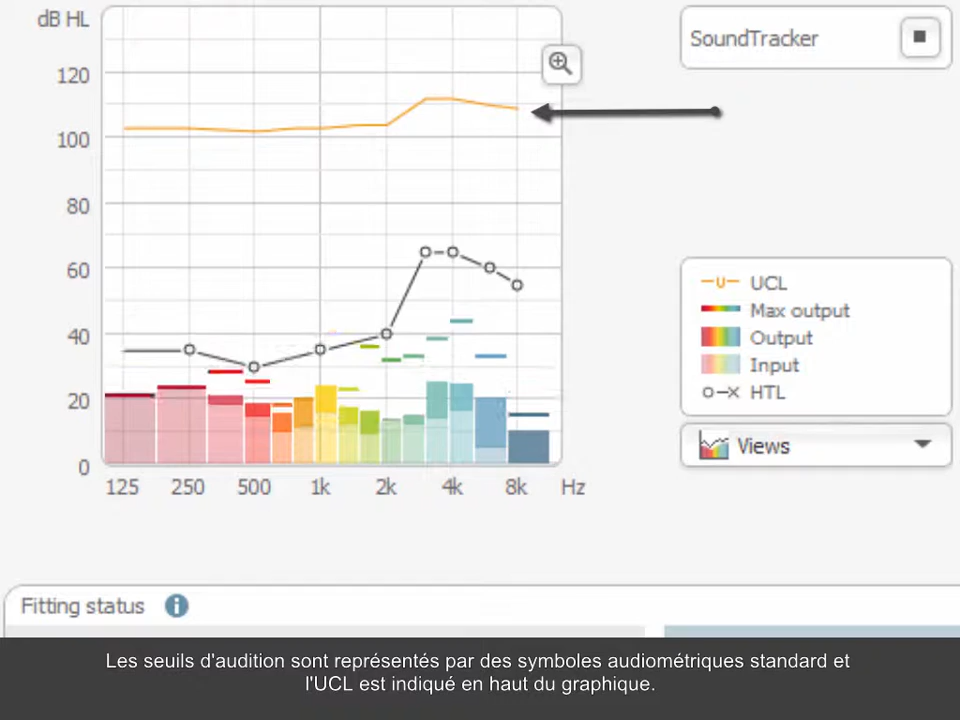 dB HL
120
100
80
60
40
20
0
125 250 500 1k 2k 4k 8k Hz
SoundTracker
UCL
Max output
Output
Input
HTL
Views
Fitting status
Les seuils d'audition sont représentés par des symboles audiométriques standard et
l'UCL est indiqué en haut du graphique.